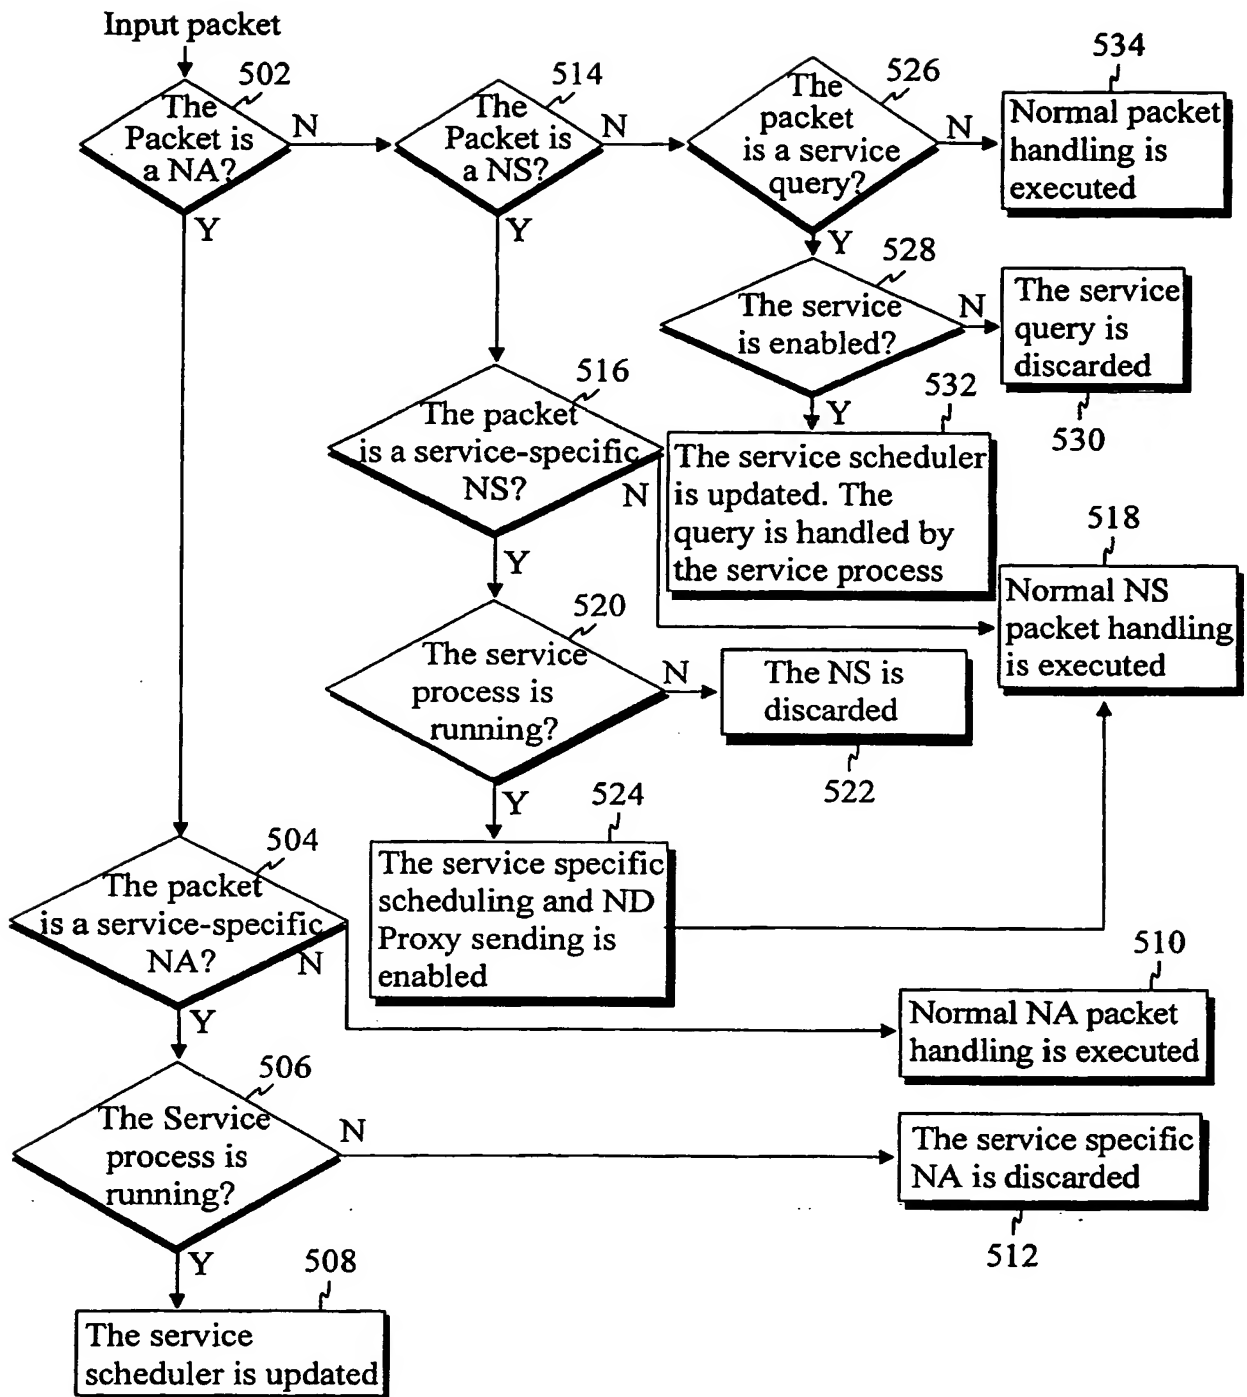 Input packet
502
The
Packet is
a NA?
N
Y
514
The
Packet is
a NS?
N
Y
526
The
packet
is a service
query?
N
Y
534
Normal packet
handling is
executed
528
The service
is enabled?
N
Y
The service
query is
discarded
530
516
The packet
is a service-specific
NS?
N
Y
532
The service scheduler
is updated. The
query is handled by
the service process
518
Normal NS
packet handling
is executed
520
The service
process is
running?
N
Y
The NS is
discarded
522
524
The service specific
scheduling and ND
Proxy sending is
enabled
504
The packet
is a service-specific
NA?
N
Y
510
Normal NA packet
handling is executed
506
The Service
process is
running?
N
Y
The service specific
NA is discarded
512
508
The service
scheduler is updated